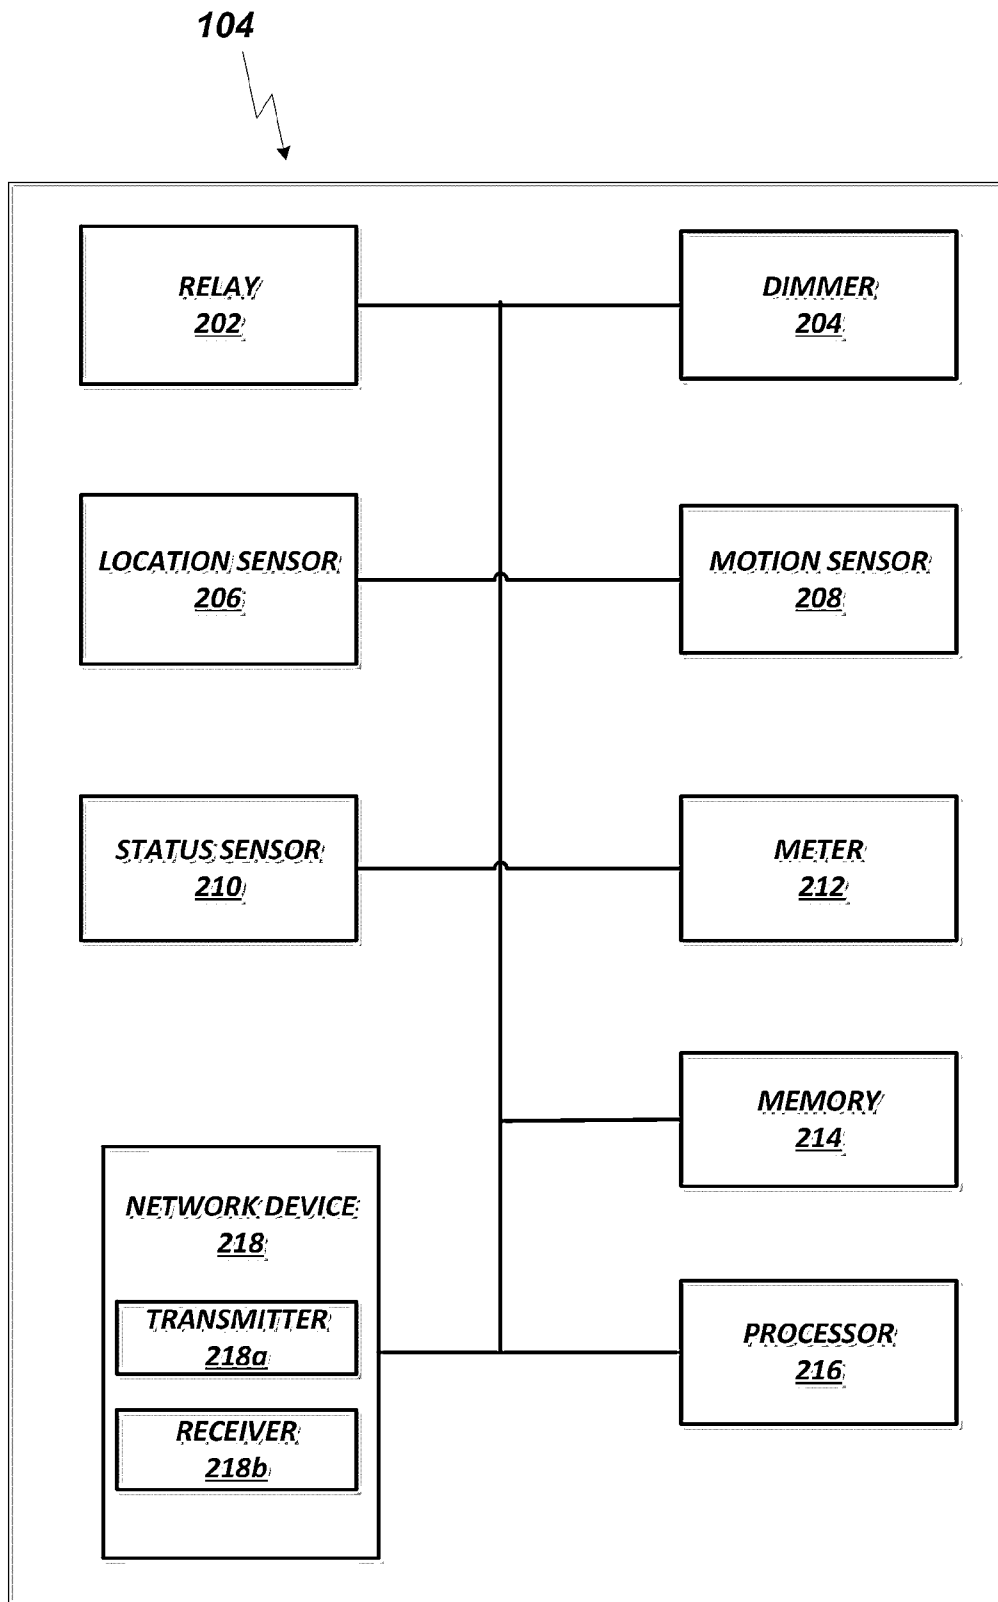 104
RELAY
202
DIMMER
204
LOCATION SENSOR
206
MOTION SENSOR
208
STATUS SENSOR
210
METER
212
MEMORY
214
NETWORK DEVICE
218
TRANSMITTER
218a
RECEIVER
218b
PROCESSOR
216